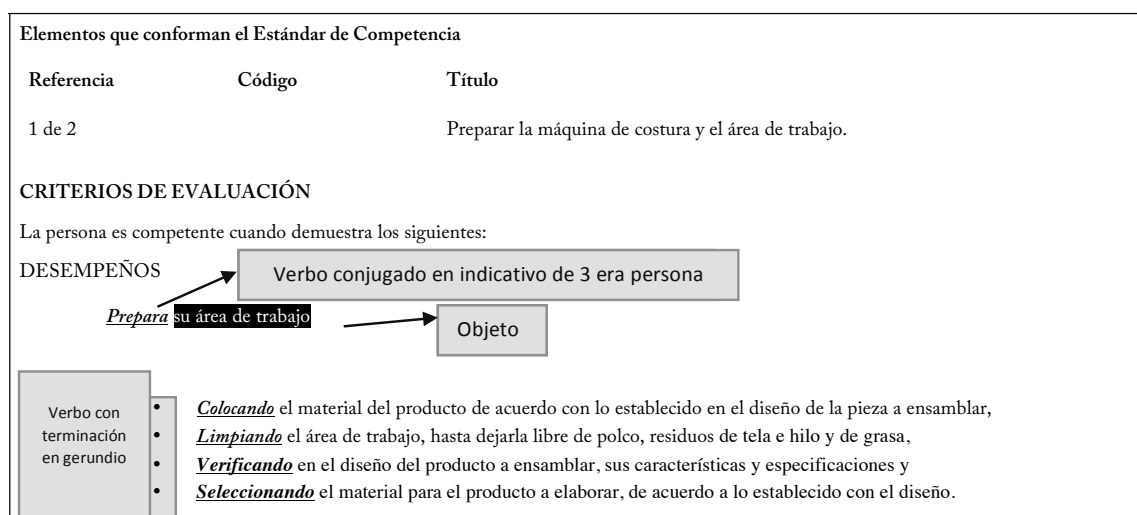 Elementos que conforman el Estándar de Competencia
Referencia Código Título
1 de 2 Preparar la máquina de costura y el área de trabajo.
CRITERIOS DE EVALUACIÓN
La persona es competente cuando demuestra los siguientes:
DESEMPEÑOS
Verbo conjugado en indicativo de 3 era persona
Prepara su área de trabajo
Objeto
Verbo con
terminación
en gerundio
• Colocando el material del producto de acuerdo con lo establecido en el diseño de la pieza a ensamblar,
• Limpiando el área de trabajo, hasta dejarla libre de polco, residuos de tela e hilo y de grasa,
• Verificando en el diseño del producto a ensamblar, sus características y especificaciones y
• Seleccionando el material para el producto a elaborar, de acuerdo a lo establecido con el diseño.